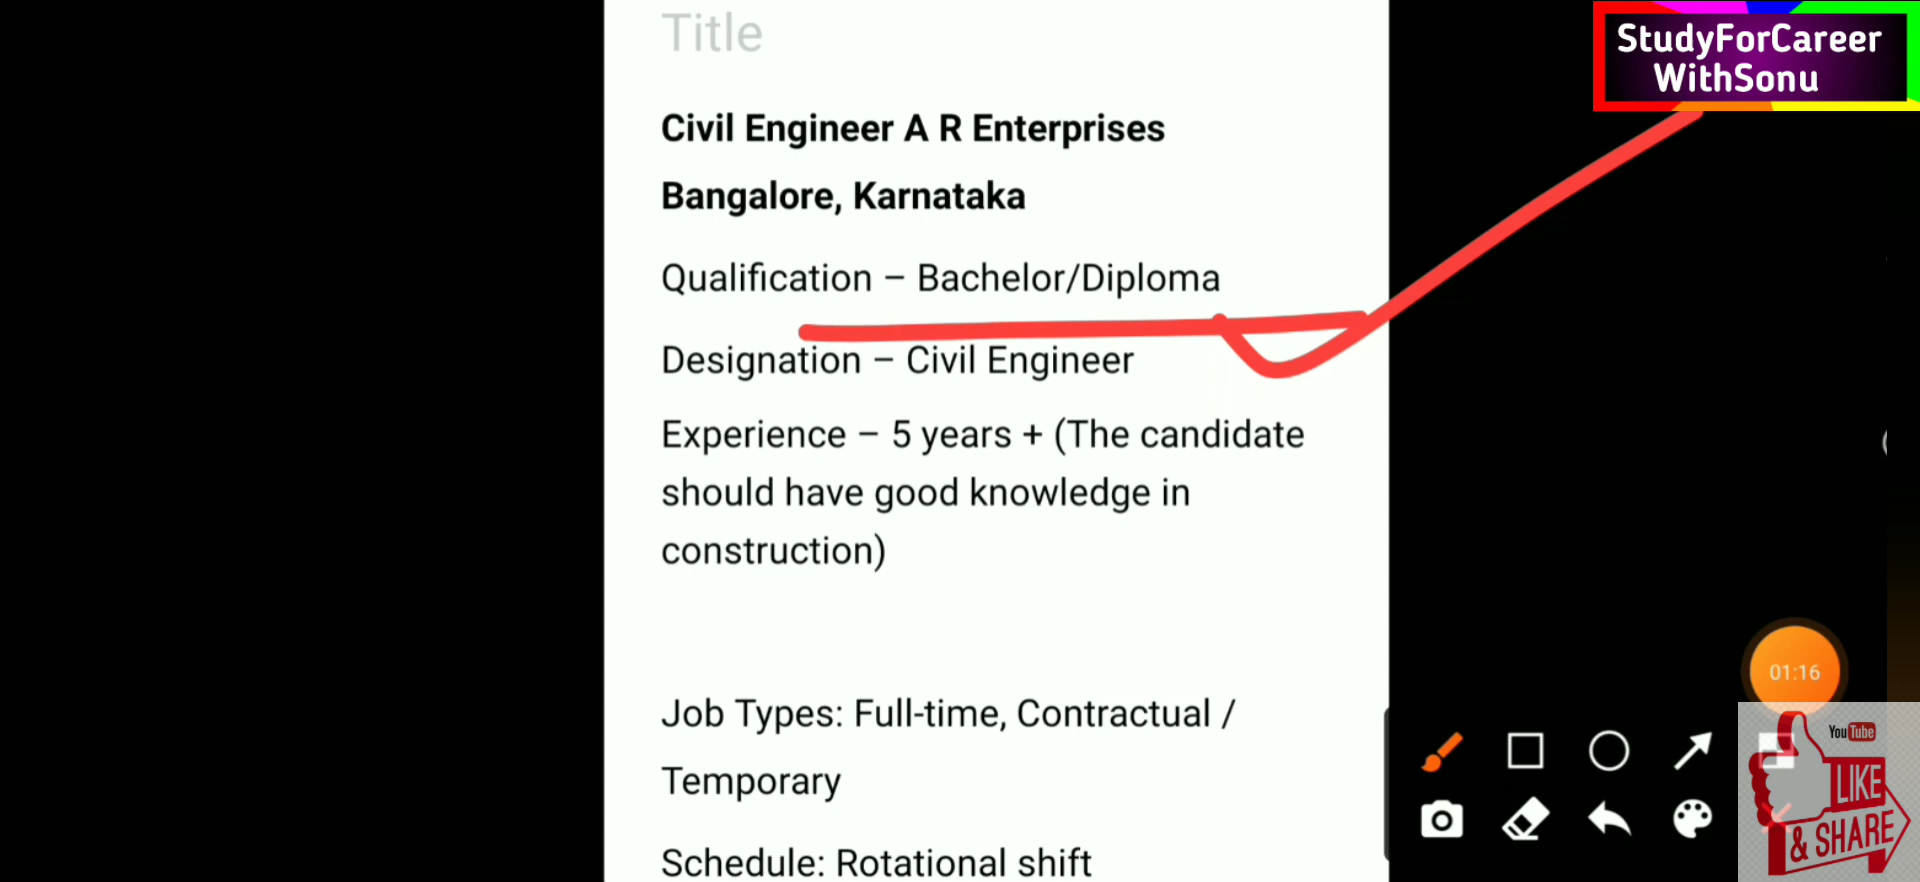 Title
StudyForCareer
WithSonu
Civil Engineer A R Enterprises
Bangalore, Karnataka
Qualification – Bachelor/Diploma
Designation – Civil Engineer
Experience – 5 years + (The candidate
should have good knowledge in
construction)
Job Types: Full-time, Contractual /
Temporary
Schedule: Rotational shift
01:16
YouTube
LIKE
& SHARE